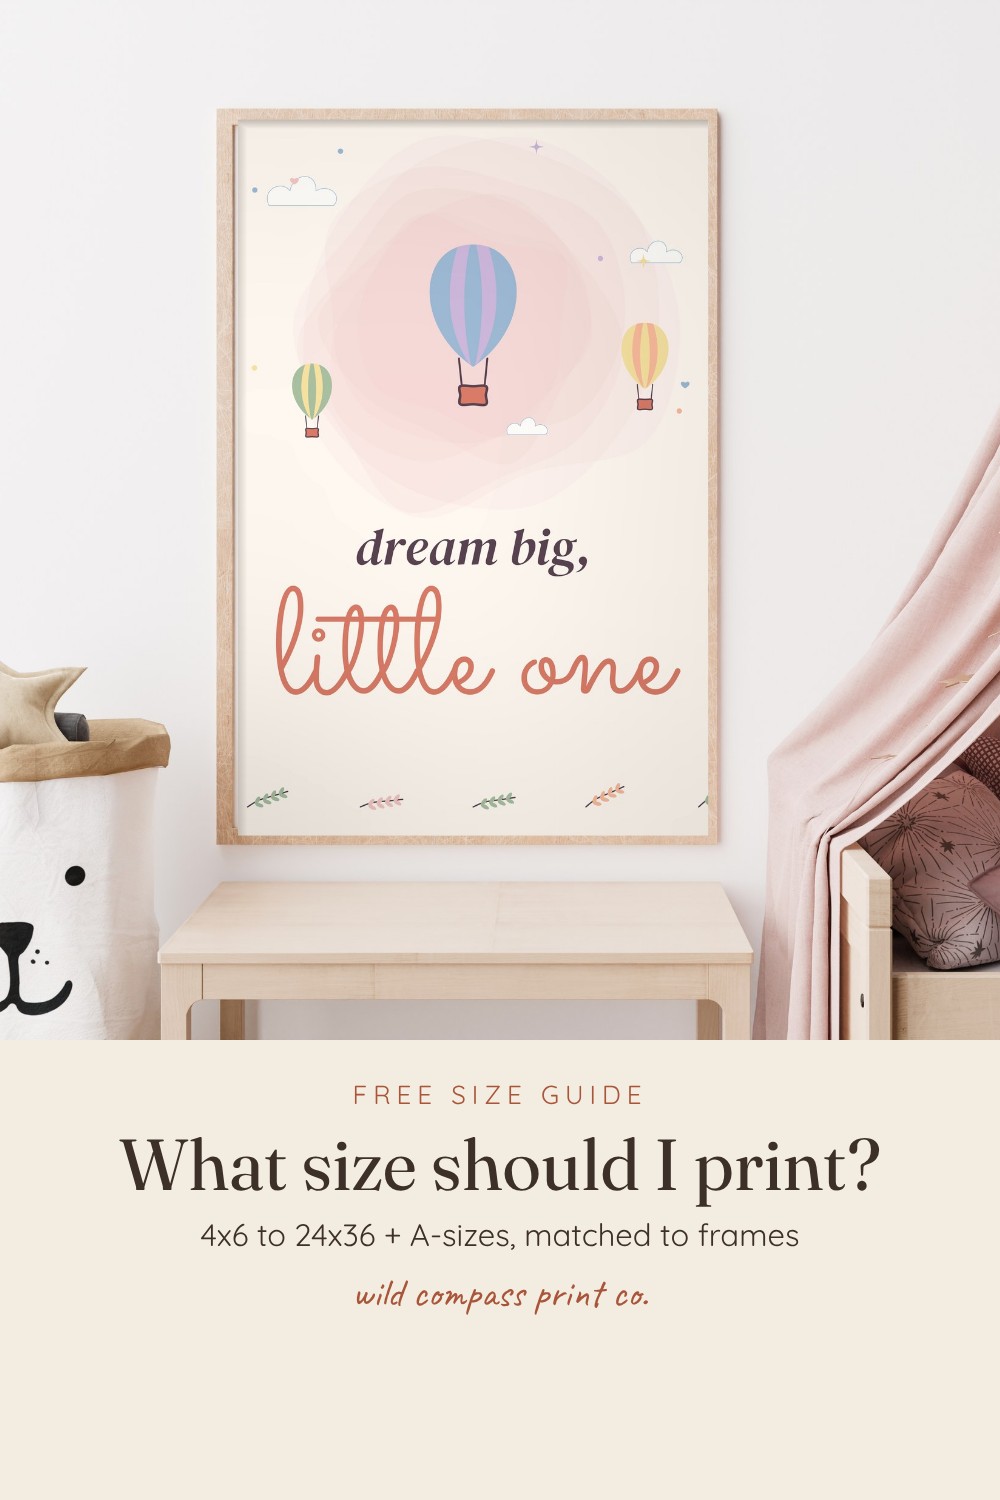 dream big,
little one
FREE SIZE GUIDE
What size should I print?
4x6 to 24x36 + A-sizes, matched to frames
wild compass print co.